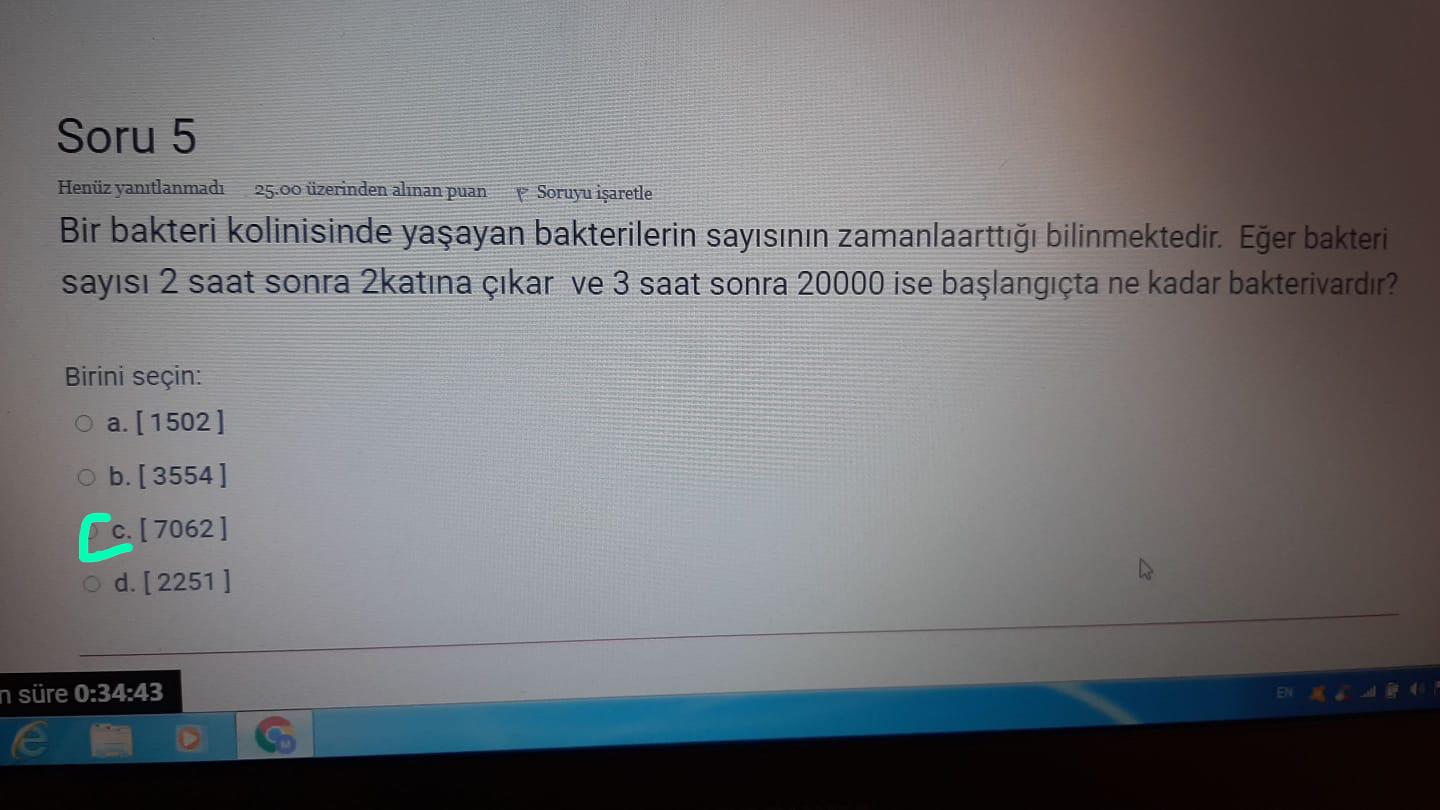 Soru 5
Henüz yanıtlanmadı 25.00 üzerinden alınan puan Soruyu işaretle
Bir bakteri kolinisinde yaşayan bakterilerin sayısının zamanlaarttığı bilinmektedir. Eğer bakteri
sayısı 2 saat sonra 2katına çıkar ve 3 saat sonra 20000 ise başlangıçta ne kadar bakterivardır?
Birini seçin:
a. [ 1502 ]
b. [ 3554 ]
c. [ 7062 ]
d. [ 2251 ]
n süre 0:34:43
EN
M